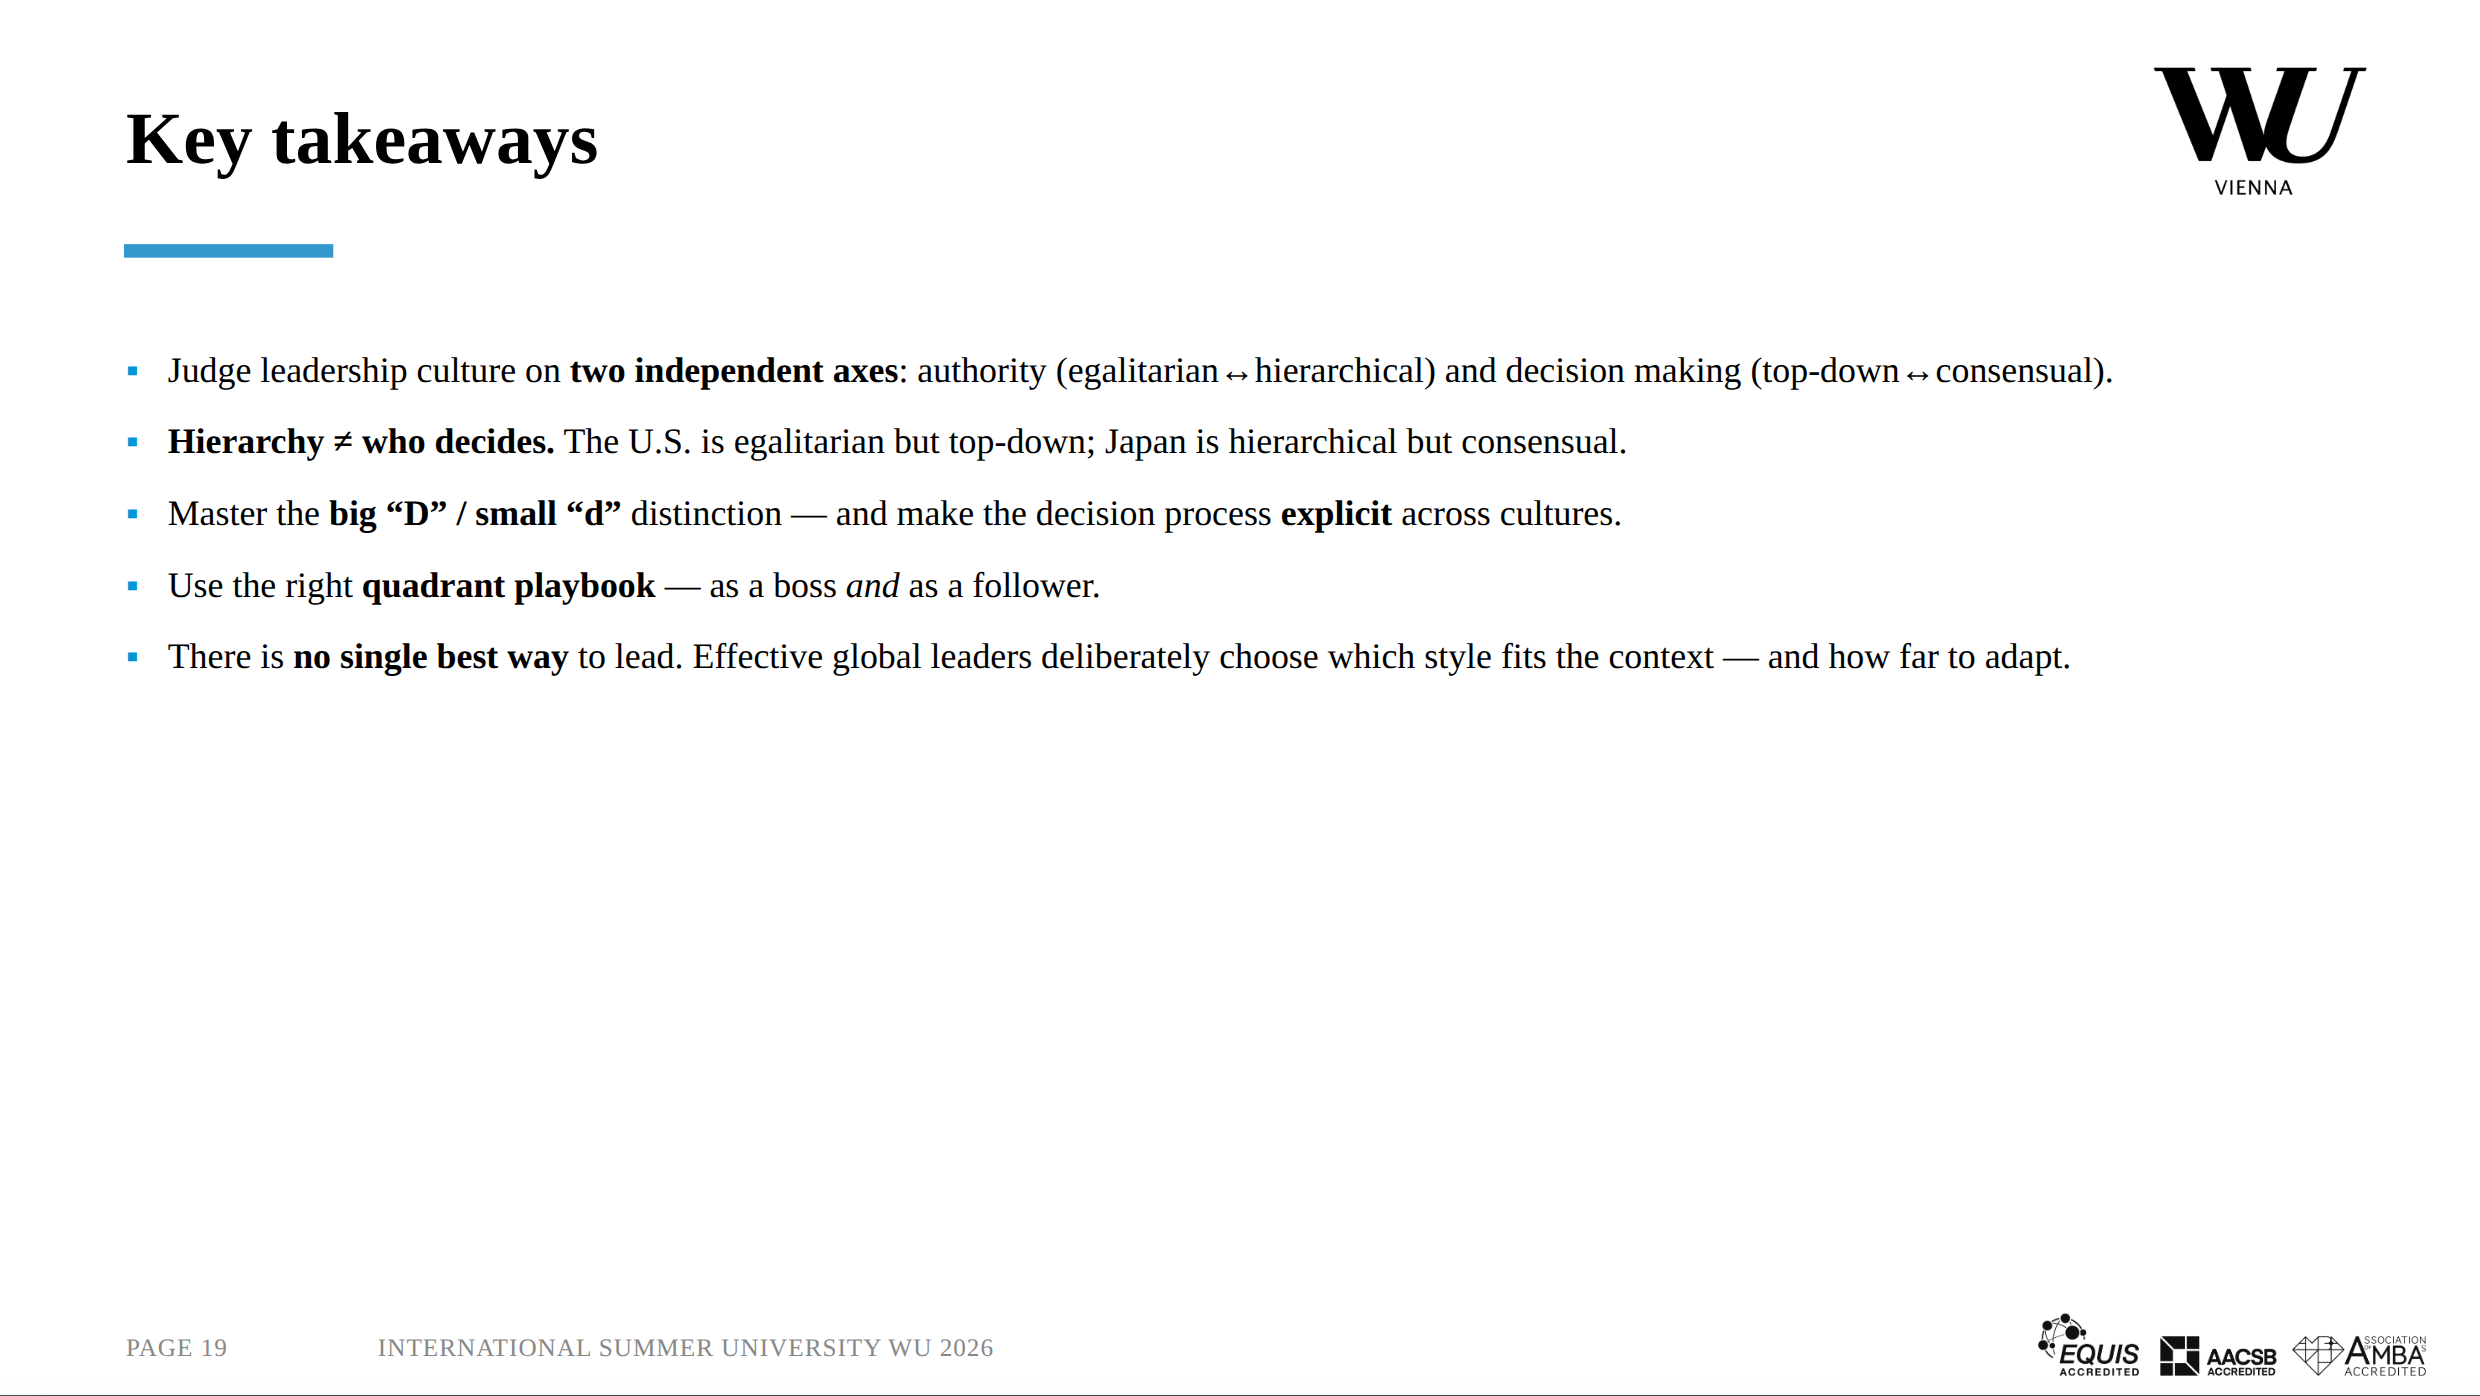 Key takeaways
WU
VIENNA
▪ Judge leadership culture on two independent axes: authority (egalitarian↔hierarchical) and decision making (top-down↔consensual).
▪ Hierarchy ≠ who decides. The U.S. is egalitarian but top-down; Japan is hierarchical but consensual.
▪ Master the big “D” / small “d” distinction — and make the decision process explicit across cultures.
▪ Use the right quadrant playbook — as a boss and as a follower.
▪ There is no single best way to lead. Effective global leaders deliberately choose which style fits the context — and how far to adapt.
PAGE 19 INTERNATIONAL SUMMER UNIVERSITY WU 2026
EQUIS
ACCREDITED
AACSB
ACCREDITED
ASSOCIATION
OF
AMBAS
ACCREDITED